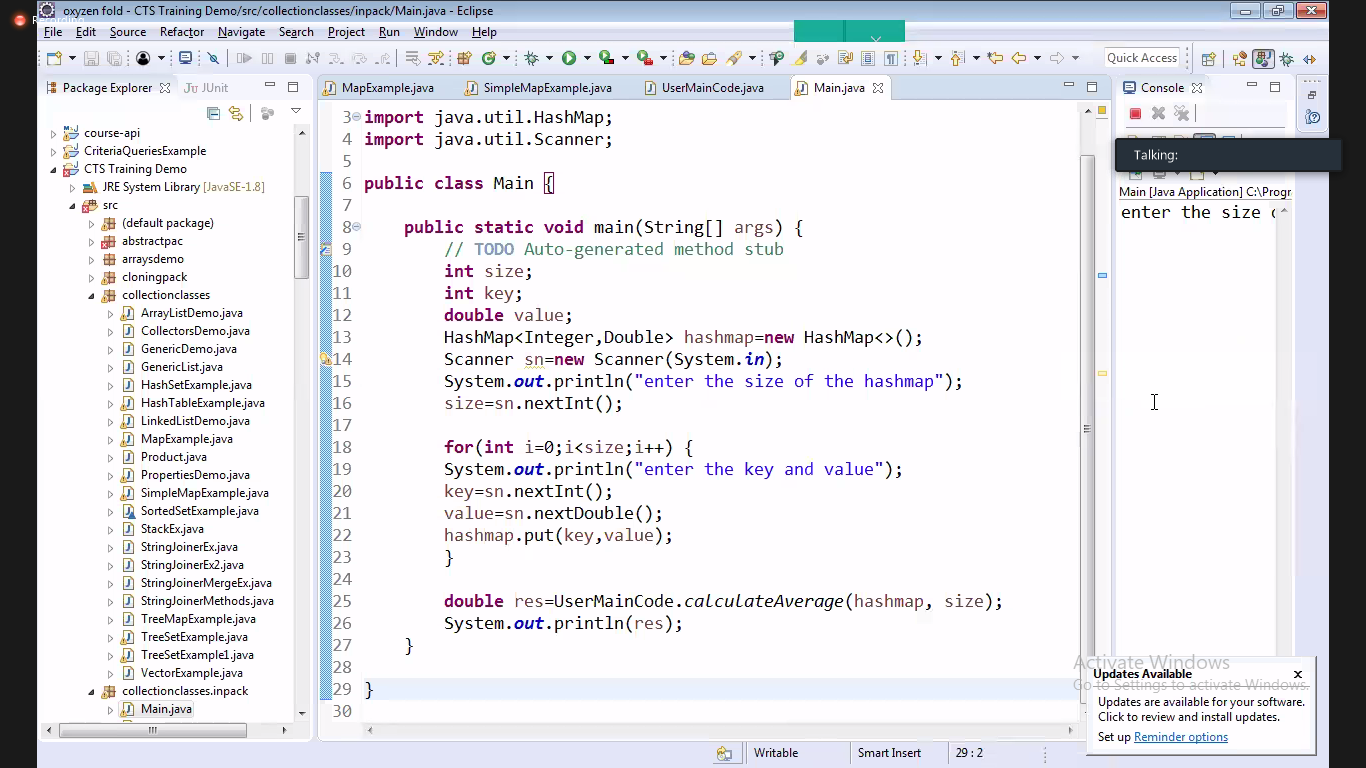 Recording
oxyzen fold - CTS Training Demo/src/collectionclasses/inpack/Main.java - Eclipse
File Edit Source Refactor Navigate Search Project Run Window Help
Quick Access
Package Explorer
JUnit
course-api
CriteriaQueriesExample
CTS Training Demo
JRE System Library [JavaSE-1.8]
src
(default package)
abstractpac
arraysdemo
cloningpack
collectionclasses
ArrayListDemo.java
CollectorsDemo.java
GenericDemo.java
GenericList.java
HashSetExample.java
HashTableExample.java
LinkedListDemo.java
MapExample.java
Product.java
PropertiesDemo.java
SimpleMapExample.java
SortedSetExample.java
StackEx.java
StringJoinerEx.java
StringJoinerEx2.java
StringJoinerMergeEx.java
StringJoinerMethods.java
TreeMapExample.java
TreeSetExample.java
TreeSetExample1.java
VectorExample.java
collectionclasses.inpack
Main.java
MapExample.java SimpleMapExample.java UserMainCode.java Main.java
3 import java.util.HashMap;
4 import java.util.Scanner;
5
6 public class Main {
7
8 public static void main(String[] args) {
9 // TODO Auto-generated method stub
10 int size;
11 int key;
12 double value;
13 HashMap<Integer,Double> hashmap=new HashMap<>();
14 Scanner sn=new Scanner(System.in);
15 System.out.println("enter the size of the hashmap");
16 size=sn.nextInt();
17
18 for(int i=0;i<size;i++) {
19 System.out.println("enter the key and value");
20 key=sn.nextInt();
21 value=sn.nextDouble();
22 hashmap.put(key,value);
23 }
24
25 double res=UserMainCode.calculateAverage(hashmap, size);
26 System.out.println(res);
27 }
28
29 }
30
Console
Talking:
Main [Java Application] C:\Progr
enter the size
Activate Windows
Go to Settings to activate Windows.
Updates Available
Updates are available for your software.
Click to review and install updates.
Set up Reminder options
Writable
Smart Insert
29 : 2